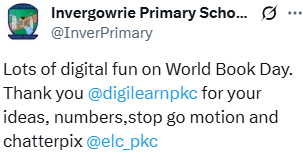 Invergowrie Primary Scho...
@InverPrimary
Lots of digital fun on World Book Day.
Thank you @digilearnpkc for your
ideas, numbers,stop go motion and
chatterpix @elc_pkc